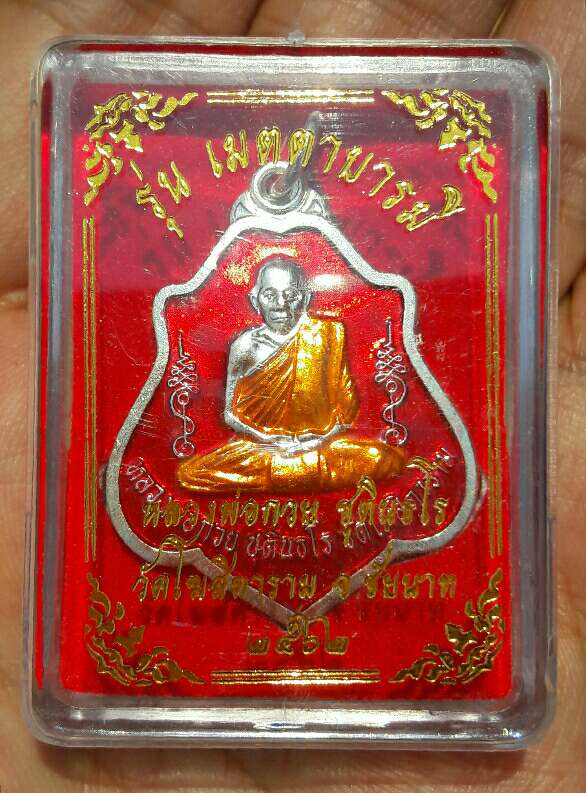 รุ่น เมตตาบารมี
หลวงพ่อกวย ชุตินฺธโร
วัดโฆสิตาราม จ.ชัยนาท
๒๕๖๒